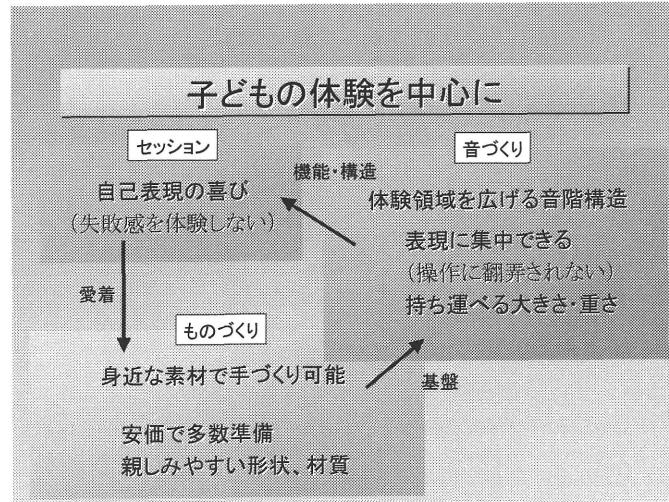 子どもの体験を中心に
セッション
自己表現の喜び
(失敗感を体験しない)
機能・構造
音づくり
体験領域を広げる音階構造
表現に集中できる
(操作に翻弄されない)
持ち運べる大きさ・重さ
愛着
ものづくり
身近な素材で手づくり可能
基盤
安価で多数準備
親しみやすい形状、材質